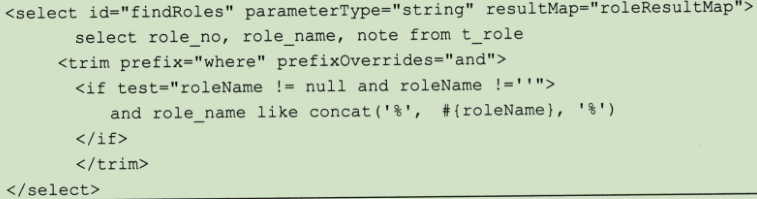 <select id="findRoles" parameterType="string" resultMap="roleResultMap">
select role_no, role_name, note from t_role
<trim prefix="where" prefixOverrides="and">
<if test="roleName != null and roleName !=''">
and role_name like concat('%', #{roleName}, '%')
</if>
</trim>
</select>